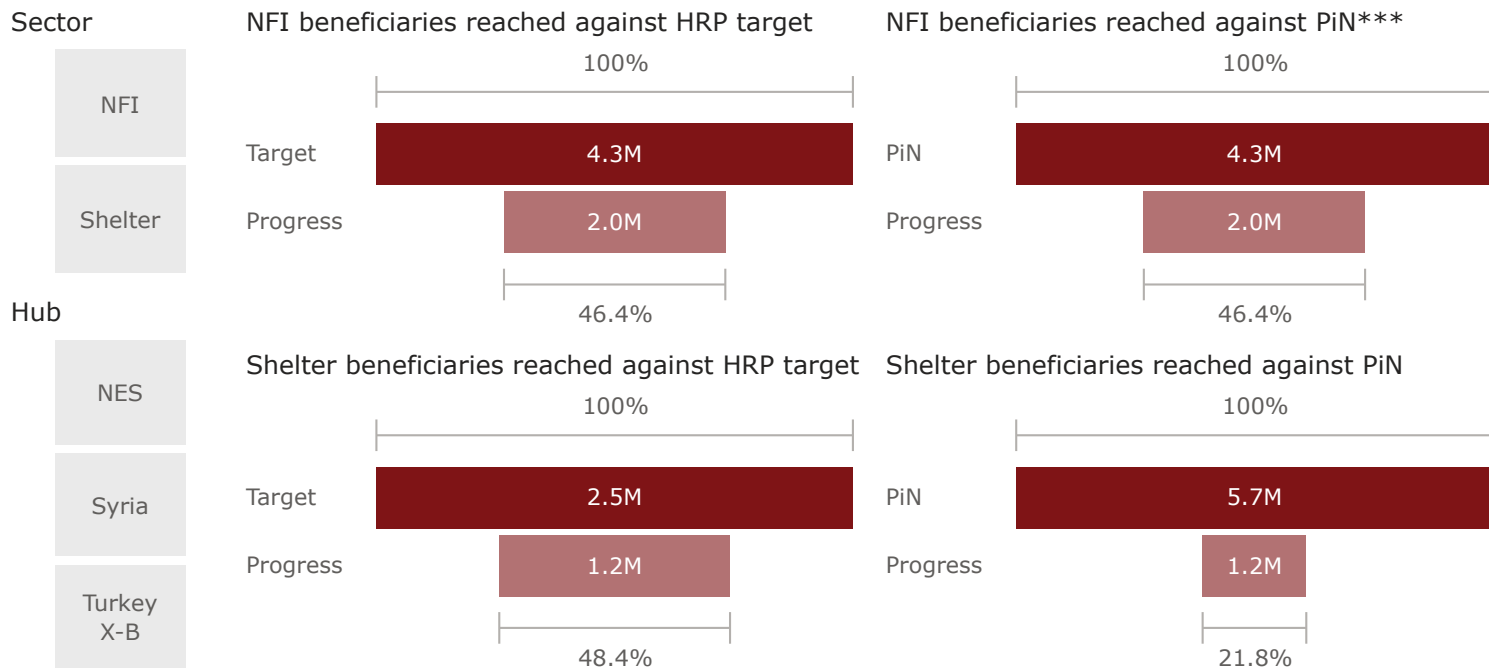 Sector
NFI
Shelter
Hub
NES
Syria
Turkey
X-B
NFI beneficiaries reached against HRP target
100%
Target
4.3M
Progress
2.0M
46.4%
NFI beneficiaries reached against PiN***
100%
PiN
4.3M
Progress
2.0M
46.4%
Shelter beneficiaries reached against HRP target
100%
Target
2.5M
Progress
1.2M
48.4%
Shelter beneficiaries reached against PiN
100%
PiN
5.7M
Progress
1.2M
21.8%